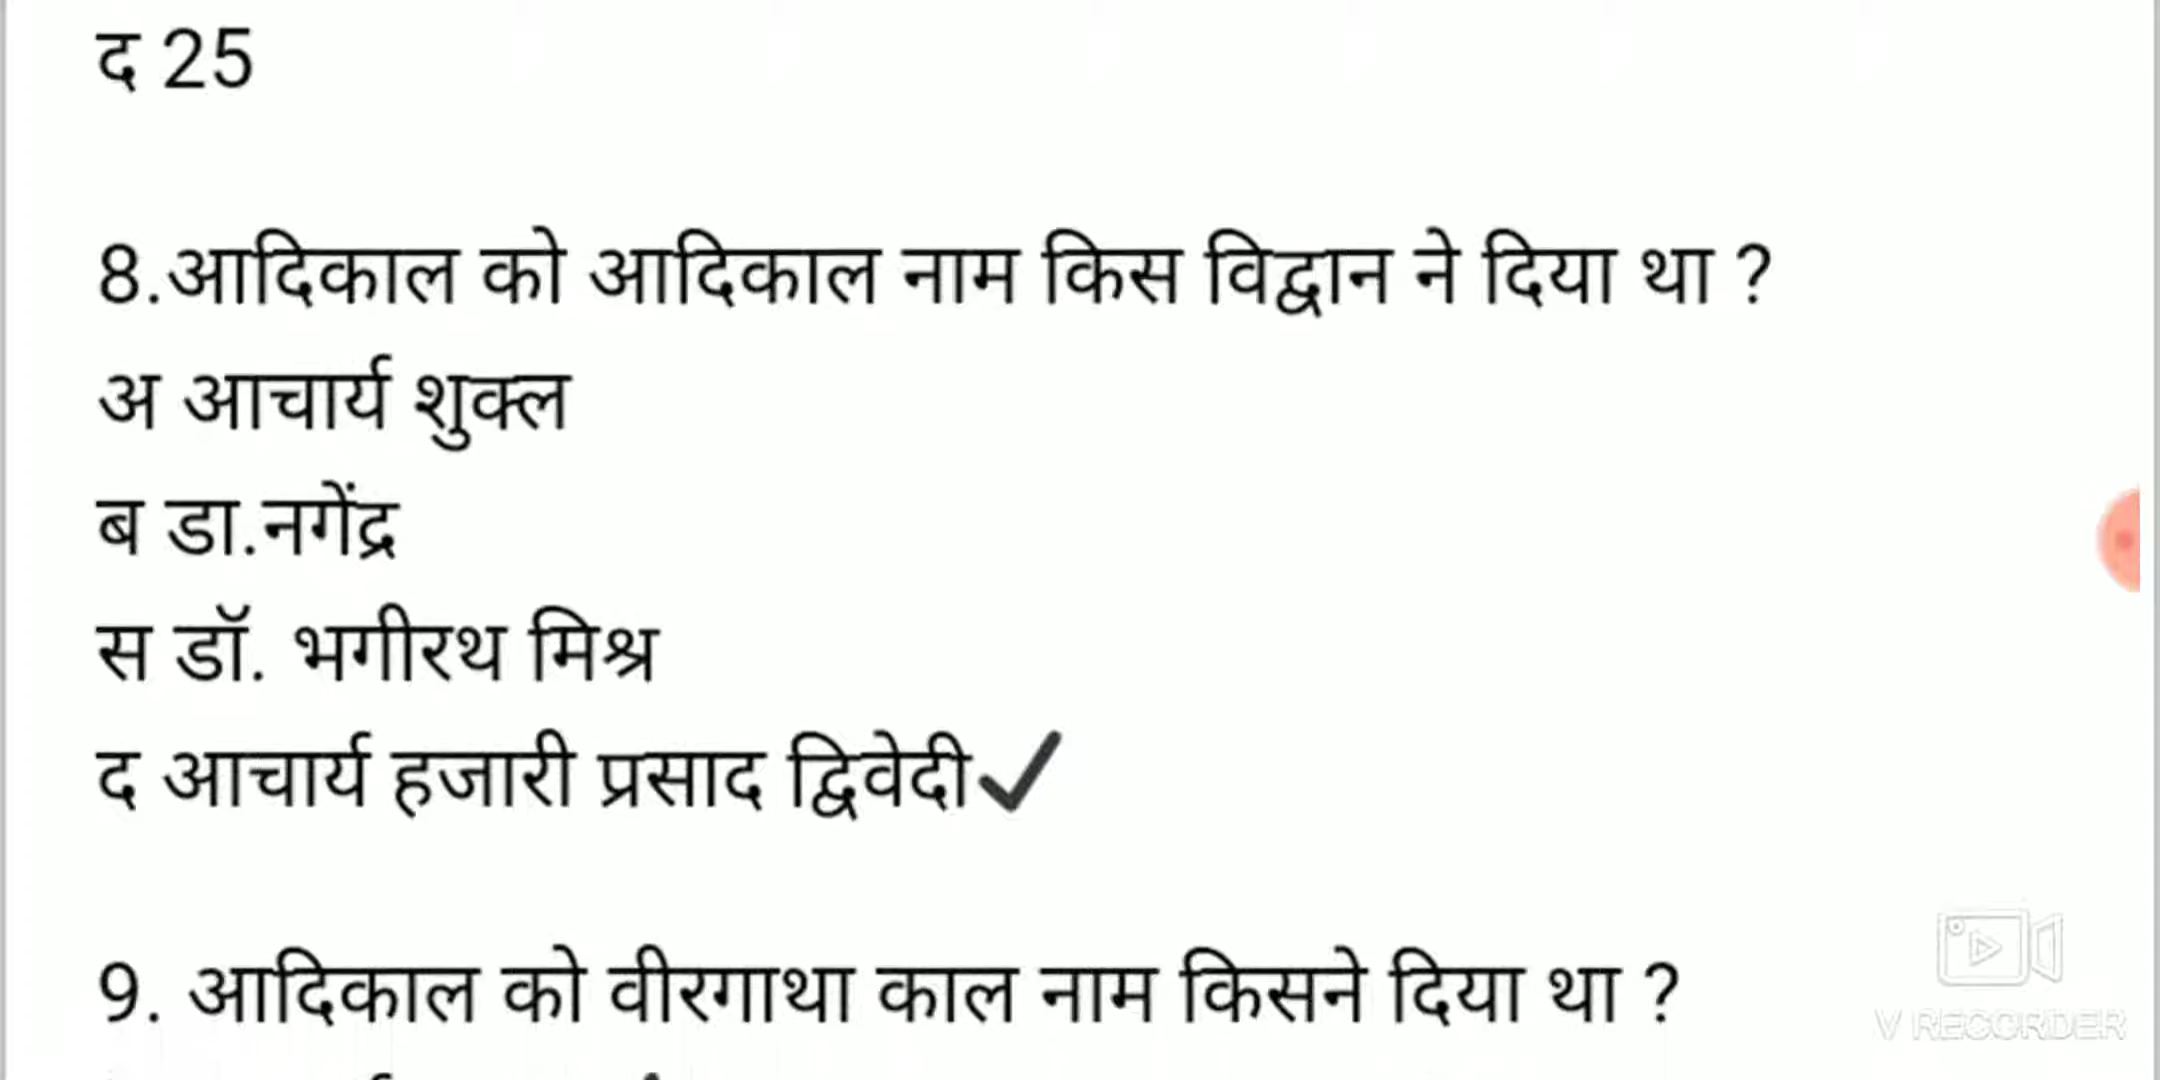 द 25
8.आदिकाल को आदिकाल नाम किस विद्वान ने दिया था ?
अ आचार्य शुक्ल
ब डा.नगेंद्र
स डॉ. भगीरथ मिश्र
द आचार्य हजारी प्रसाद द्विवेदी✓
9. आदिकाल को वीरगाथा काल नाम किसने दिया था ?
V RECORDER